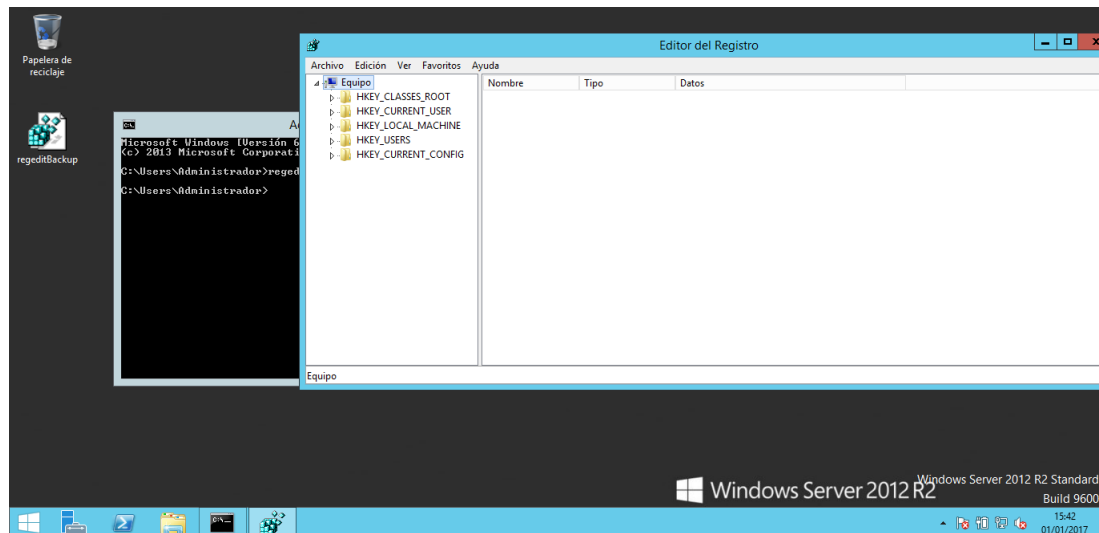 Papelera de
reciclaje
regeditBackup
Microsoft Windows [Versión 6
(c) 2013 Microsoft Corporati
C:\Users\Administrador>reged
C:\Users\Administrador>
Editor del Registro
Archivo Edición Ver Favoritos Ayuda
Equipo
HKEY_CLASSES_ROOT
HKEY_CURRENT_USER
HKEY_LOCAL_MACHINE
HKEY_USERS
HKEY_CURRENT_CONFIG
Nombre Tipo Datos
Equipo
Windows Server 2012 R2
Windows Server 2012 R2 Standard
Build 9600
15:42
01/01/2017